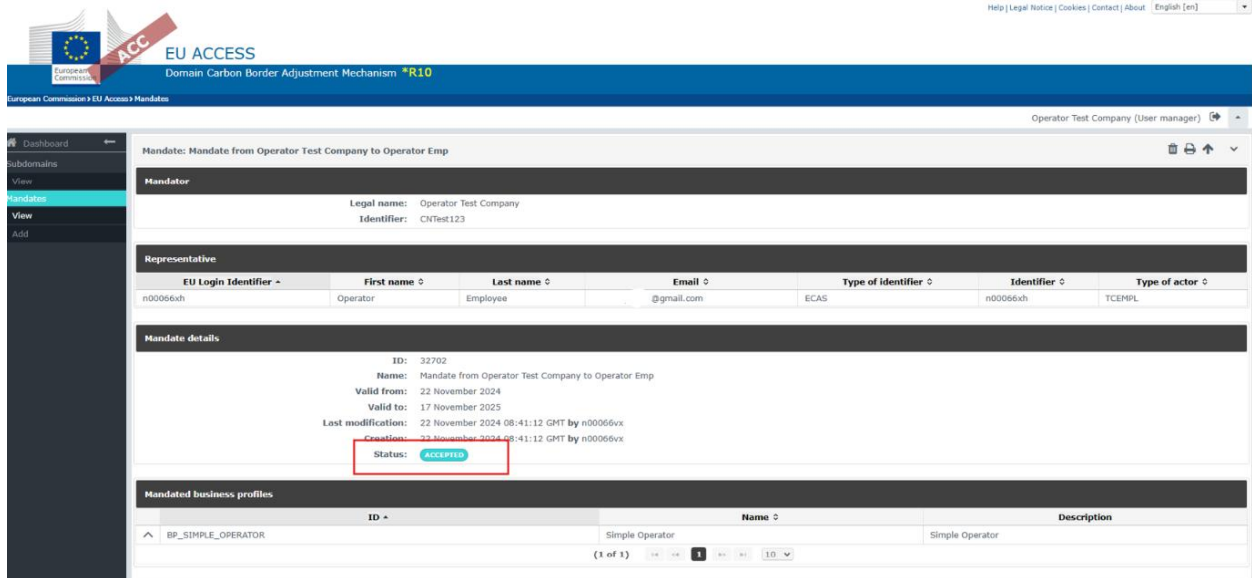 Help | Legal Notice | Cookies | Contact | About English [en]
ACC
European Commission
EU ACCESS
Domain Carbon Border Adjustment Mechanism *R10
European Commission > EU Access > Mandates
Operator Test Company (User manager)
Dashboard
Subdomains
View
Mandates
View
Add
Mandate: Mandate from Operator Test Company to Operator Emp
Mandator
Legal name: Operator Test Company
Identifier: CNTest123
Representative
EU Login Identifier First name Last name Email Type of identifier Identifier Type of actor
n00066xh Operator Employee @gmail.com ECAS n00066xh TCEMPL
Mandate details
ID: 32702
Name: Mandate from Operator Test Company to Operator Emp
Valid from: 22 November 2024
Valid to: 17 November 2025
Last modification: 22 November 2024 08:41:12 GMT by n00066vx
Creation: 22 November 2024 08:41:12 GMT by n00066vx
Status: ACCEPTED
Mandated business profiles
ID Name Description
BP_SIMPLE_OPERATOR Simple Operator Simple Operator
(1 of 1) 1 10